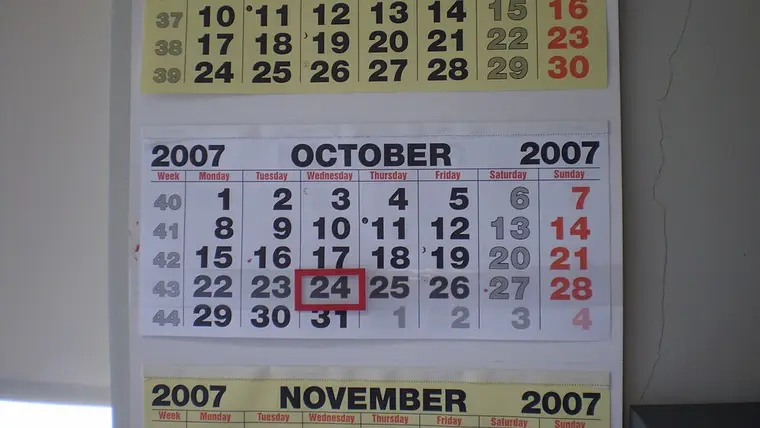 37 10 11 12 13 14 15 16
38 17 18 19 20 21 22 23
39 24 25 26 27 28 29 30
2007 OCTOBER 2007
Week Monday Tuesday Wednesday Thursday Friday Saturday Sunday
40 1 2 3 4 5 6 7
41 8 9 10 11 12 13 14
42 15 16 17 18 19 20 21
43 22 23 24 25 26 27 28
44 29 30 31 1 2 3 4
2007 NOVEMBER 2007
Week Monday Tuesday Wednesday Thursday Friday Saturday Sunday